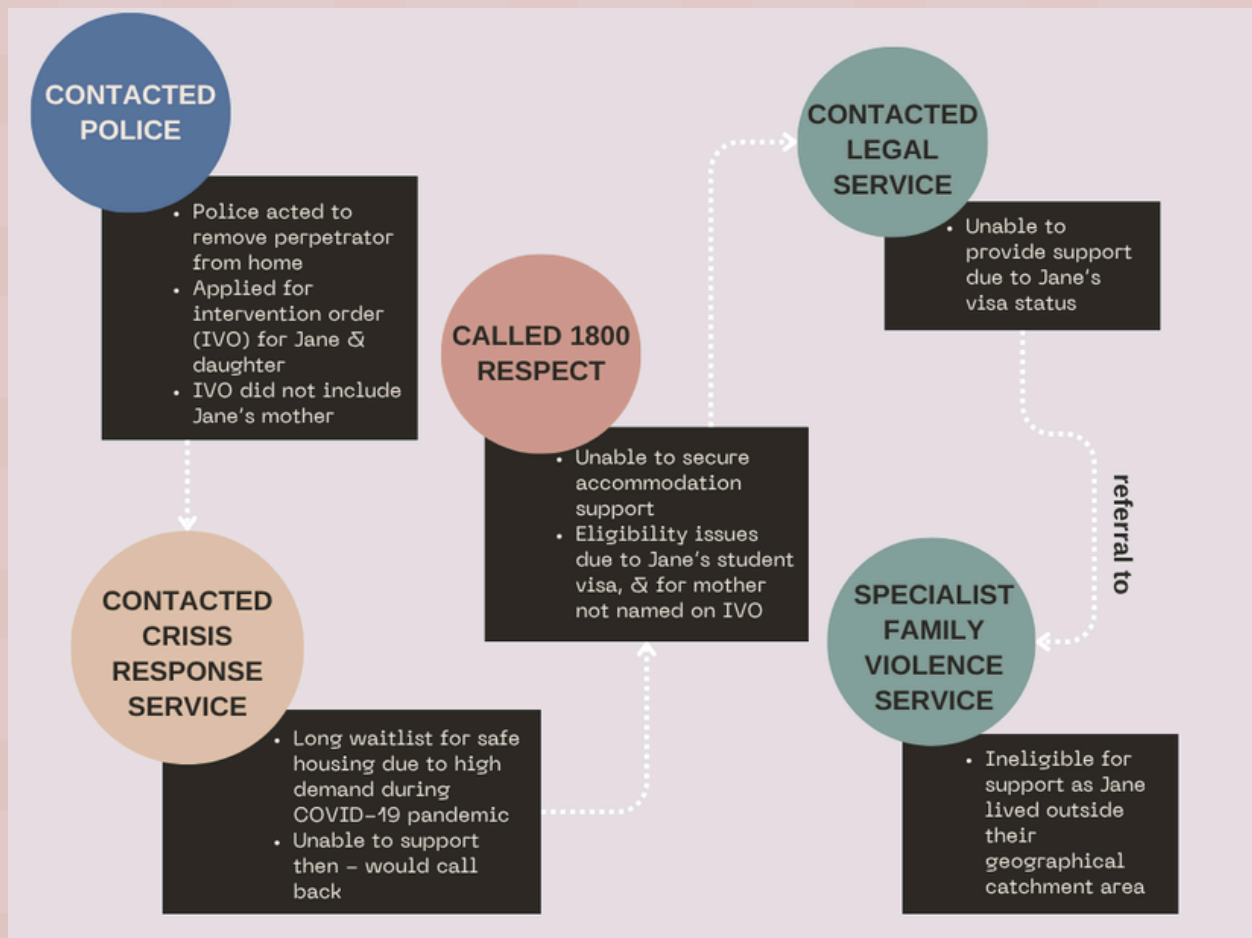 CONTACTED
POLICE
• Police acted to
remove perpetrator
from home
• Applied for
intervention order
(IVO) for Jane &
daughter
• IVO did not include
Jane's mother
CONTACTED
CRISIS
RESPONSE
SERVICE
• Long waitlist for safe
housing due to high
demand during
COVID-19 pandemic
• Unable to support
then - would call
back
CALLED 1800
RESPECT
• Unable to secure
accommodation
support
• Eligibility issues
due to Jane's student
visa, & for mother
not named on IVO
CONTACTED
LEGAL
SERVICE
• Unable to
provide support
due to Jane's
visa status
referral to
SPECIALIST
FAMILY
VIOLENCE
SERVICE
• Ineligible for
support as Jane
lived outside
their
geographical
catchment area